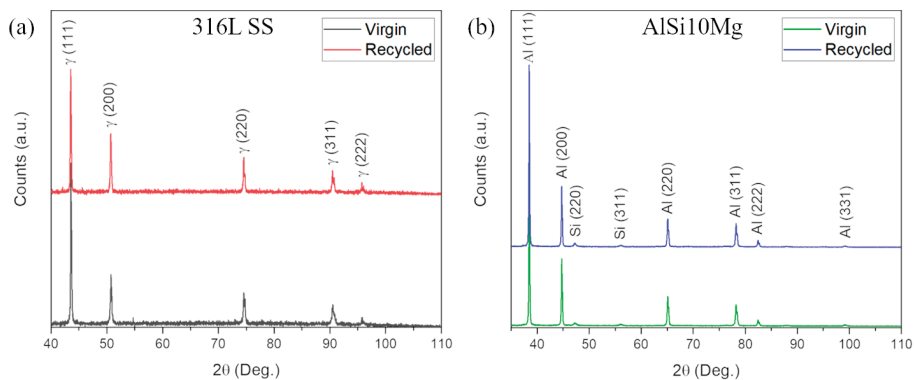 (a)
316L SS
Virgin
Recycled
γ (111)
γ (200)
γ (220)
γ (311)
γ (222)
Counts (a.u.)
40 50 60 70 80 90 100 110
2θ (Deg.)
(b)
AlSi10Mg
Virgin
Recycled
Al (111)
Al (200)
Si (220)
Si (311)
Al (220)
Al (311)
Al (222)
Al (331)
Counts (a.u.)
40 50 60 70 80 90 100 110
2θ (Deg.)